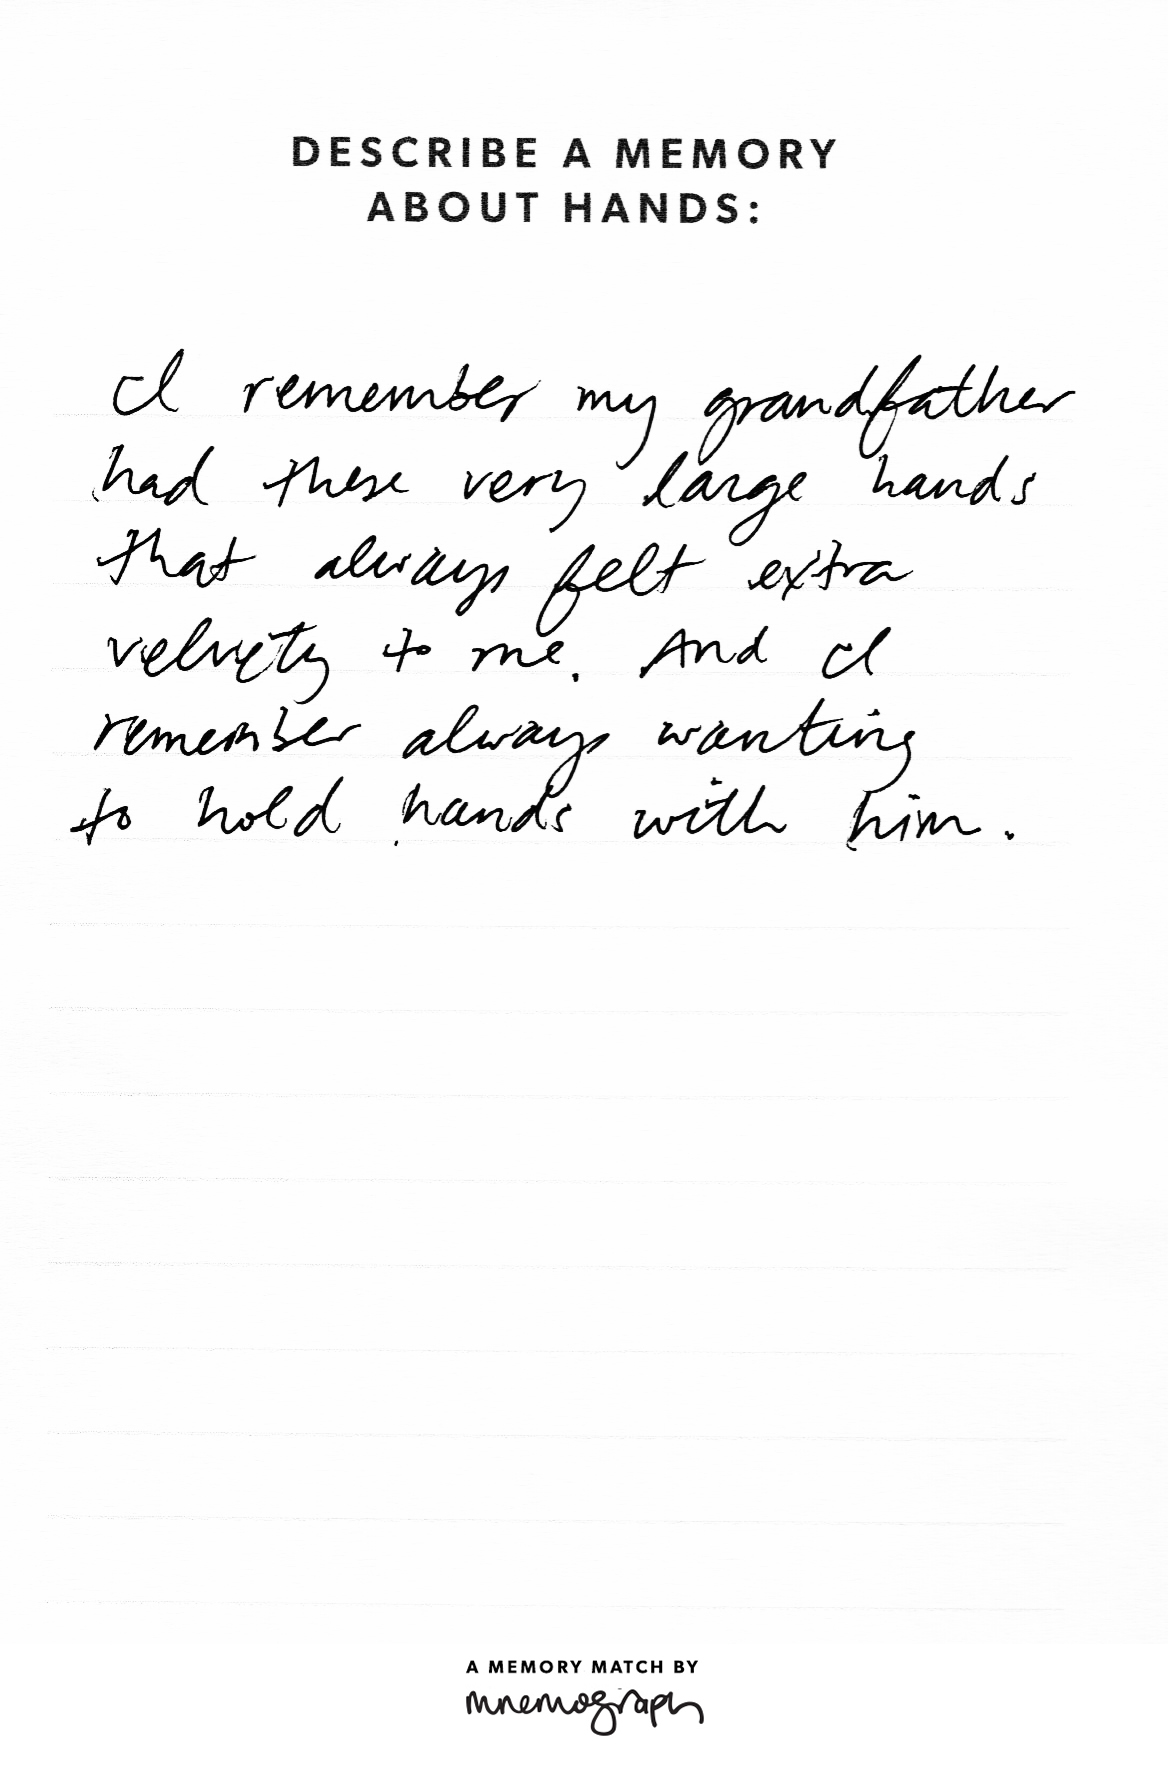 DESCRIBE A MEMORY
ABOUT HANDS:
I remember my grandfather
had these very large hands
that always felt extra
velvety to me. And I
remember always wanting
to hold hands with him.
A MEMORY MATCH BY
mnemograph